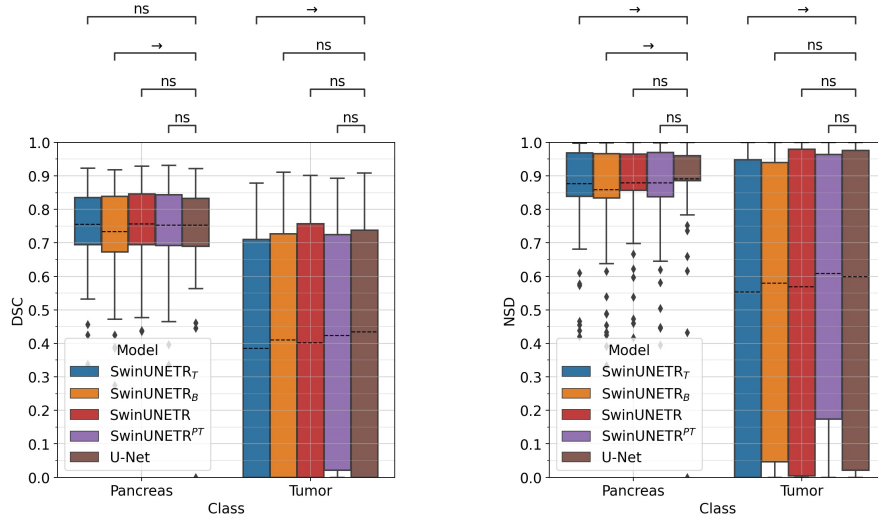 ns →
→ ns
ns ns
ns ns
DSC
1.0
0.9
0.8
0.7
0.6
0.5
0.4
0.3
0.2
0.1
0.0
Model
SwinUNETR_T
SwinUNETR_B
SwinUNETR
SwinUNETR^PT
U-Net
Pancreas Tumor
Class
→ →
→ ns
ns ns
ns ns
NSD
1.0
0.9
0.8
0.7
0.6
0.5
0.4
0.3
0.2
0.1
0.0
Model
SwinUNETR_T
SwinUNETR_B
SwinUNETR
SwinUNETR^PT
U-Net
Pancreas Tumor
Class